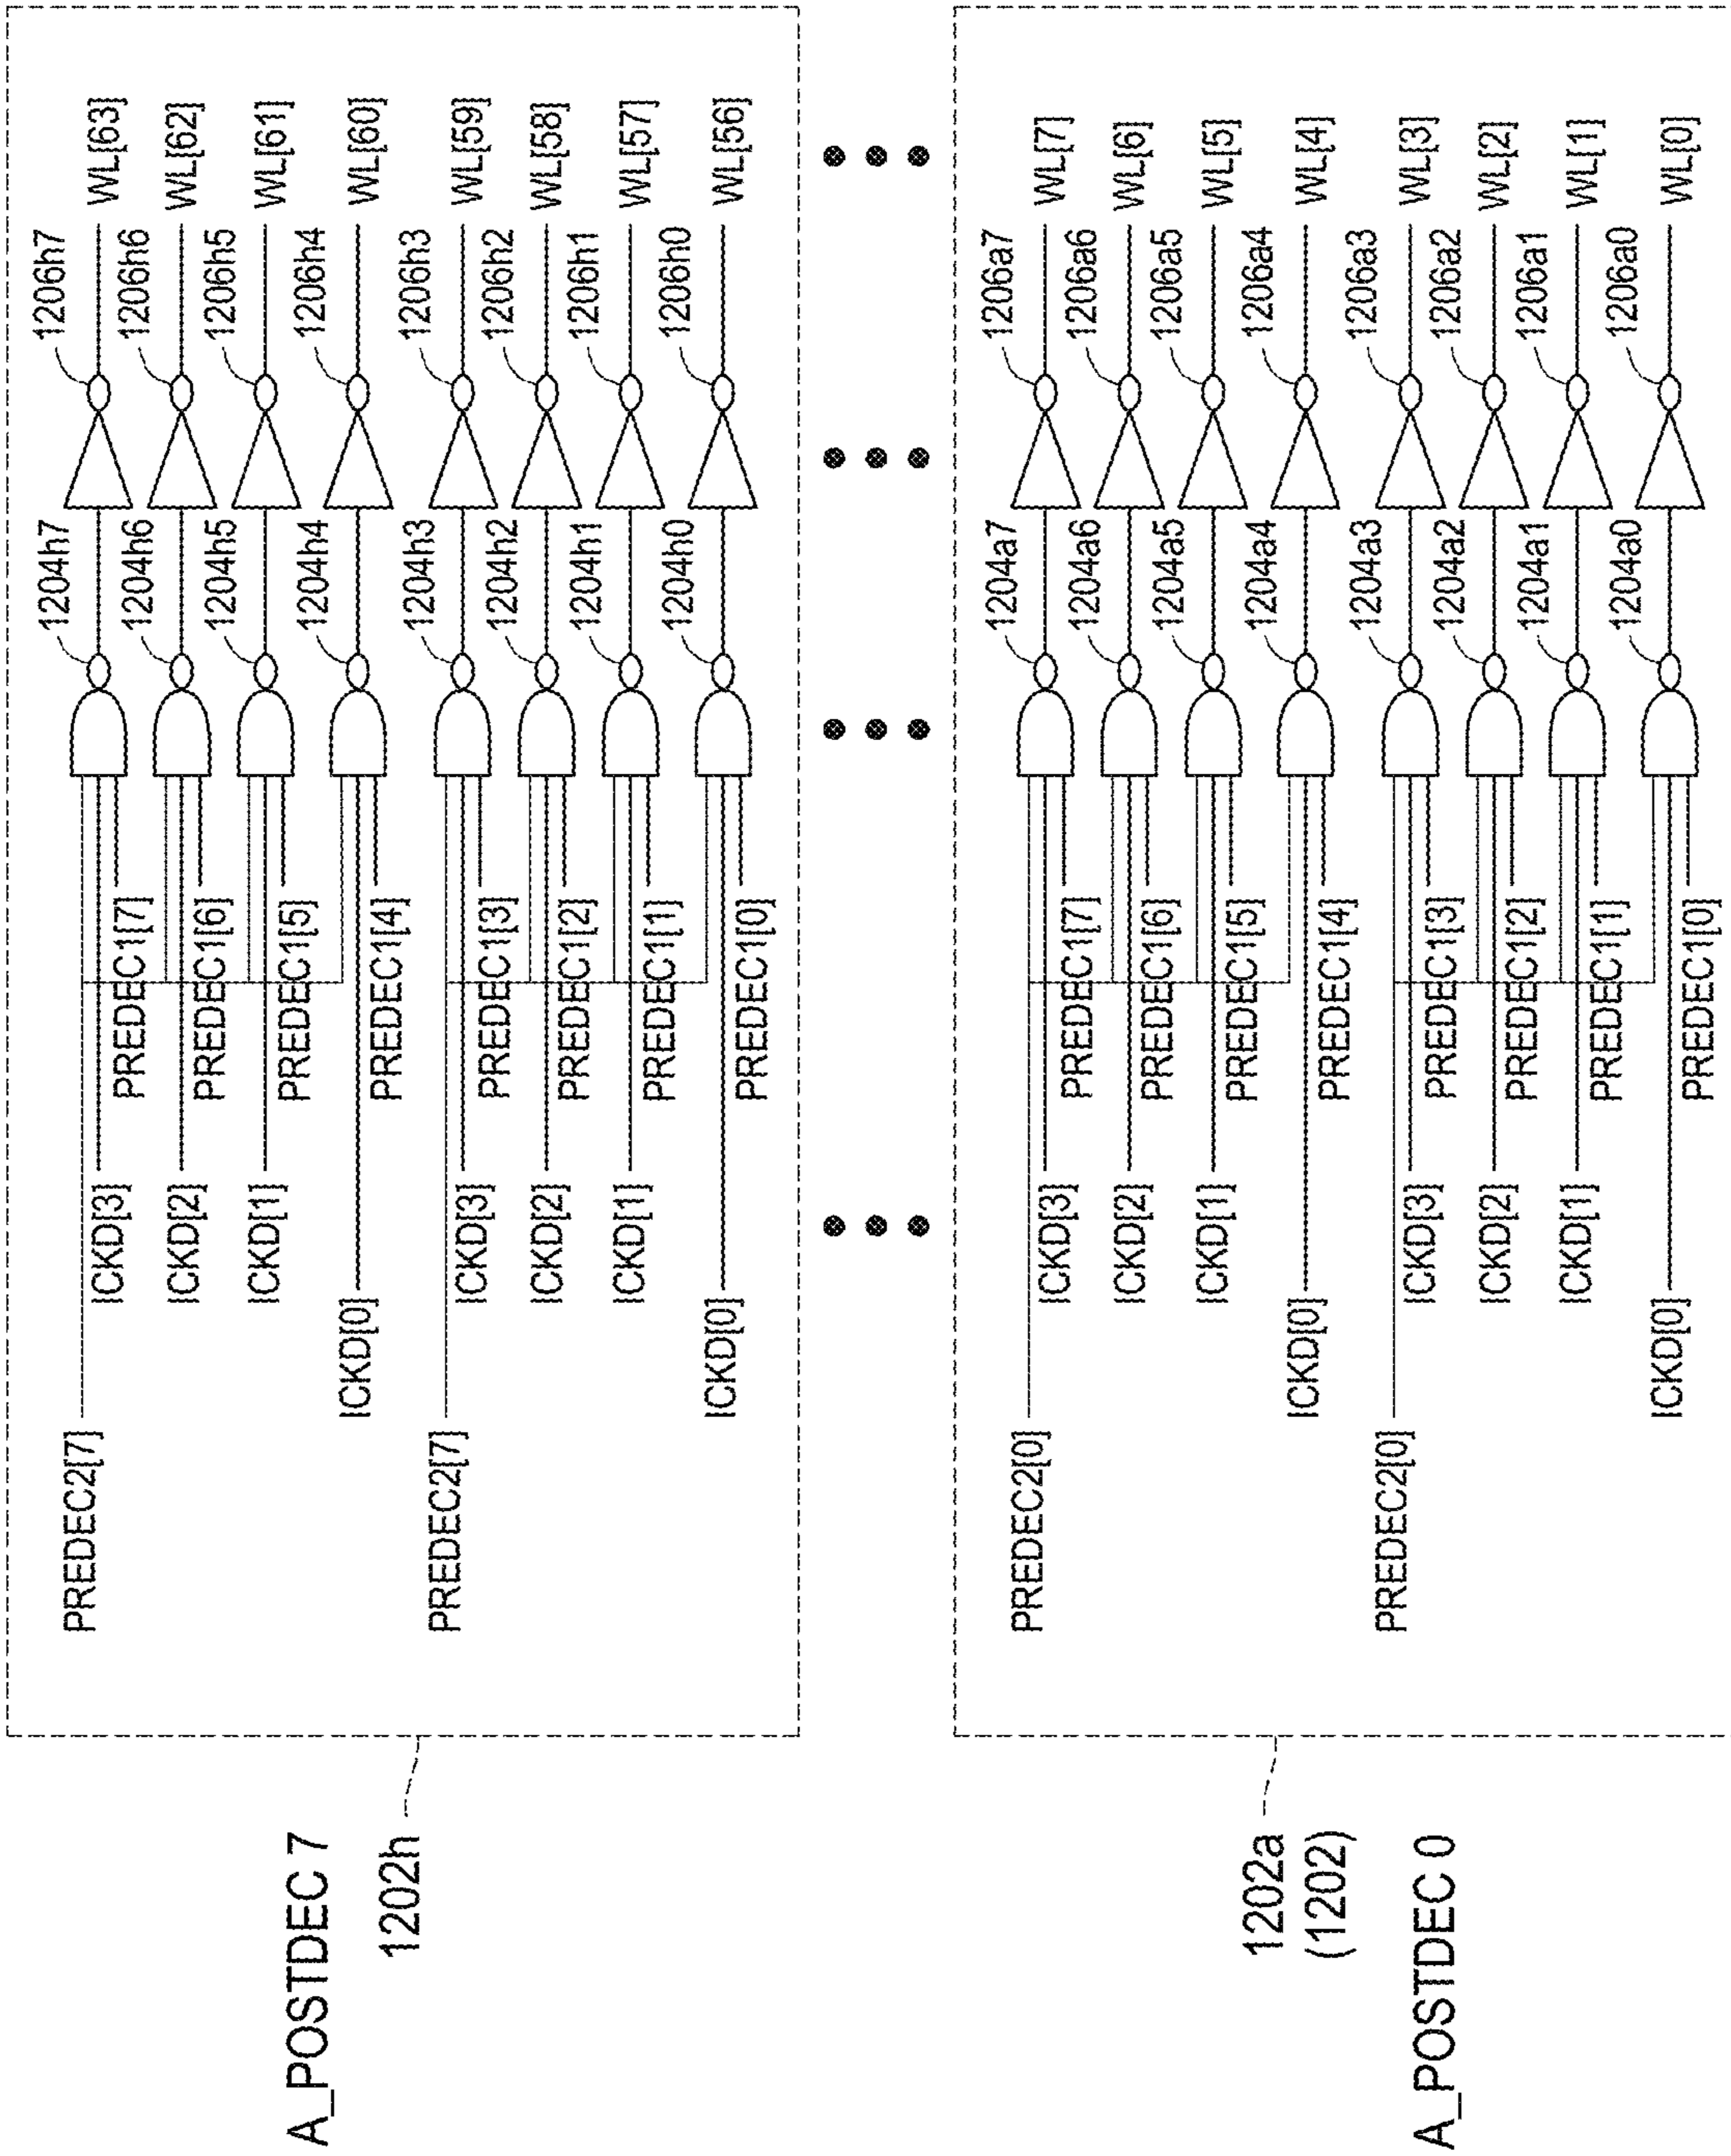 A_POSTDEC 7
1202h
PREDEC2[7]
ICKD[3]
PREDEC1[7]
1204h7
1206h7
WL[63]
ICKD[2]
PREDEC1[6]
1204h6
1206h6
WL[62]
ICKD[1]
PREDEC1[5]
1204h5
1206h5
WL[61]
ICKD[0]
PREDEC1[4]
1204h4
1206h4
WL[60]
PREDEC2[7]
ICKD[3]
PREDEC1[3]
1204h3
1206h3
WL[59]
ICKD[2]
PREDEC1[2]
1204h2
1206h2
WL[58]
ICKD[1]
PREDEC1[1]
1204h1
1206h1
WL[57]
ICKD[0]
PREDEC1[0]
1204h0
1206h0
WL[56]
1202a
(1202)
A_POSTDEC 0
PREDEC2[0]
ICKD[3]
PREDEC1[7]
1204a7
1206a7
WL[7]
ICKD[2]
PREDEC1[6]
1204a6
1206a6
WL[6]
ICKD[1]
PREDEC1[5]
1204a5
1206a5
WL[5]
ICKD[0]
PREDEC1[4]
1204a4
1206a4
WL[4]
PREDEC2[0]
ICKD[3]
PREDEC1[3]
1204a3
1206a3
WL[3]
ICKD[2]
PREDEC1[2]
1204a2
1206a2
WL[2]
ICKD[1]
PREDEC1[1]
1204a1
1206a1
WL[1]
ICKD[0]
PREDEC1[0]
1204a0
1206a0
WL[0]